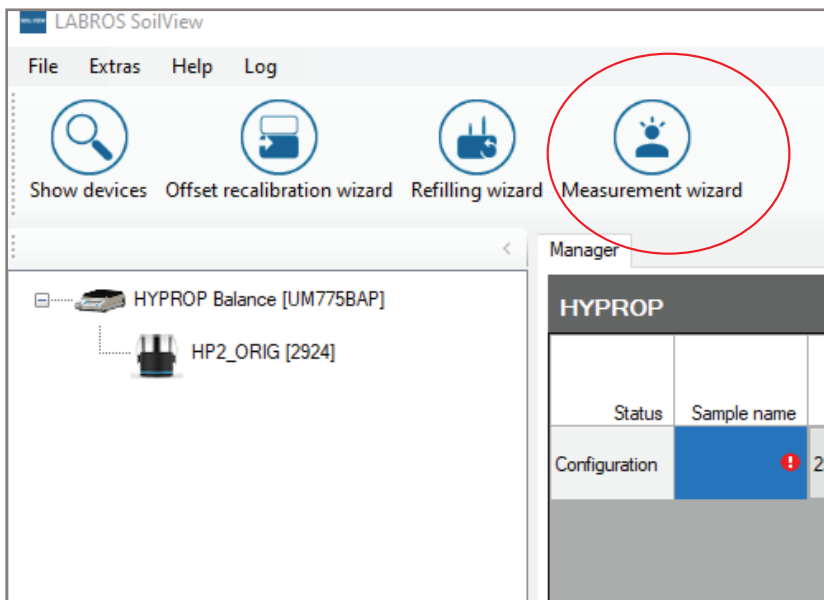 LABROS SoilView
File Extras Help Log
Show devices Offset recalibration wizard Refilling wizard Measurement wizard
Manager
HYPROP Balance [UM775BAP]
HP2_ORIG [2924]
HYPROP
Status Sample name
Configuration